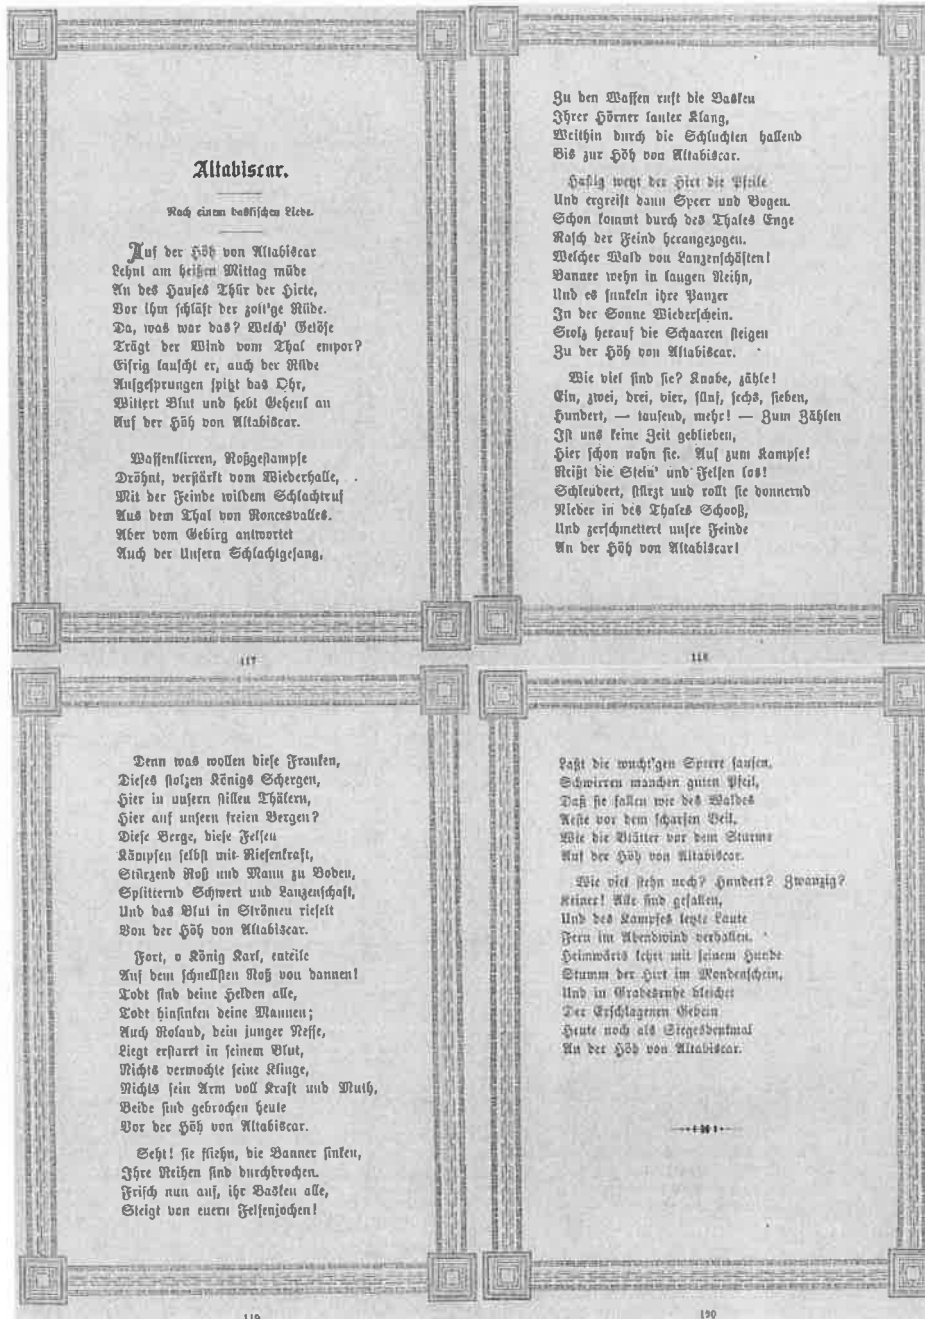 Altabiscar.
Nach einem baskischen Liede.
Auf der Höh von Altabiscar
Lehnt am heißen Mittag müde
An des Hauses Thür der Hirte,
Vor ihm schläft der zott'ge Rüde.
Da, was war das? Welch' Getöse
Trägt der Wind vom Thal empor?
Eifrig lauscht er, auch der Rüde
Aufgesprungen spitzt das Ohr,
Wittert Blut und hebt Geheul an
Auf der Höh von Altabiscar.
Waffenklirren, Roßgestampfe
Dröhnt, verstärkt vom Wiederhalle,
Mit der Feinde wildem Schlachtruf
Aus dem Thal von Roncesvalles.
Aber vom Gebirg antwortet
Auch der Unsern Schlachtgesang,
117
Zu den Waffen ruft die Basken
Ihrer Hörner lauter Klang,
Weithin durch die Schluchten hallend
Bis zur Höh von Altabiscar.
Hastig wetzt der Hirt die Pfeile
Und ergreift dann Speer und Bogen.
Schon kommt durch des Thales Enge
Rasch der Feind herangezogen.
Welcher Wald von Lanzenschäften!
Banner wehn in langen Reihn,
Und es funkeln ihre Panzer
In der Sonne Wiederschein.
Stolz herauf die Schaaren steigen
Zu der Höh von Altabiscar.
Wie viel sind sie? Knabe, zähle!
Ein, zwei, drei, vier, fünf, sechs, sieben,
Hundert, — tausend, mehr! — Zum Zählen
Ist uns keine Zeit geblieben,
Hier schon nahn sie. Auf zum Kampfe!
Reißt die Stein' und Felsen los!
Schleudert, stürzt und rollt sie donnernd
Nieder in des Thales Schooß,
Und zerschmettert unsre Feinde
An der Höh von Altabiscar!
118
Denn was wollen diese Franken,
Dieses stolzen Königs Schergen,
Hier in unsern stillen Thälern,
Hier auf unsern freien Bergen?
Diese Berge, diese Felsen
Kämpfen selbst mit Riesenkraft,
Stürzend Roß und Mann zu Boden,
Splitternd Schwert und Lanzenschaft,
Und das Blut in Strömen rieselt
Von der Höh von Altabiscar.
Fort, o König Karl, enteile
Auf dem schnellsten Roß von dannen!
Todt sind deine Helden alle,
Todt hinsinken deine Mannen;
Auch Roland, dein junger Neffe,
Liegt erstarrt in seinem Blut,
Nichts vermochte seine Klinge,
Nichts sein Arm voll Kraft und Muth,
Beide sind gebrochen heute
Vor der Höh von Altabiscar.
Seht! sie fliehn, die Banner sinken,
Ihre Reihen sind durchbrochen.
Frisch nun auf, ihr Basken alle,
Steigt von euern Felsenjochen!
119
Laßt die wucht'gen Speere sausen,
Schwirren manchen guten Pfeil,
Daß sie fallen wie des Waldes
Aeste vor dem scharfen Beil,
Wie die Blätter vor dem Sturme
Auf der Höh von Altabiscar.
Wie viel stehn noch? Hundert? Zwanzig?
Keiner! Alle sind gefallen,
Und des Kampfes letzte Laute
Fern im Abendwind verhallen.
Heimwärts kehrt mit seinem Hunde
Stumm der Hirt im Mondenschein,
Und in Grabesruhe bleichet
Der Erschlagenen Gebein
Heute noch als Siegesdenkmal
An der Höh von Altabiscar.
190